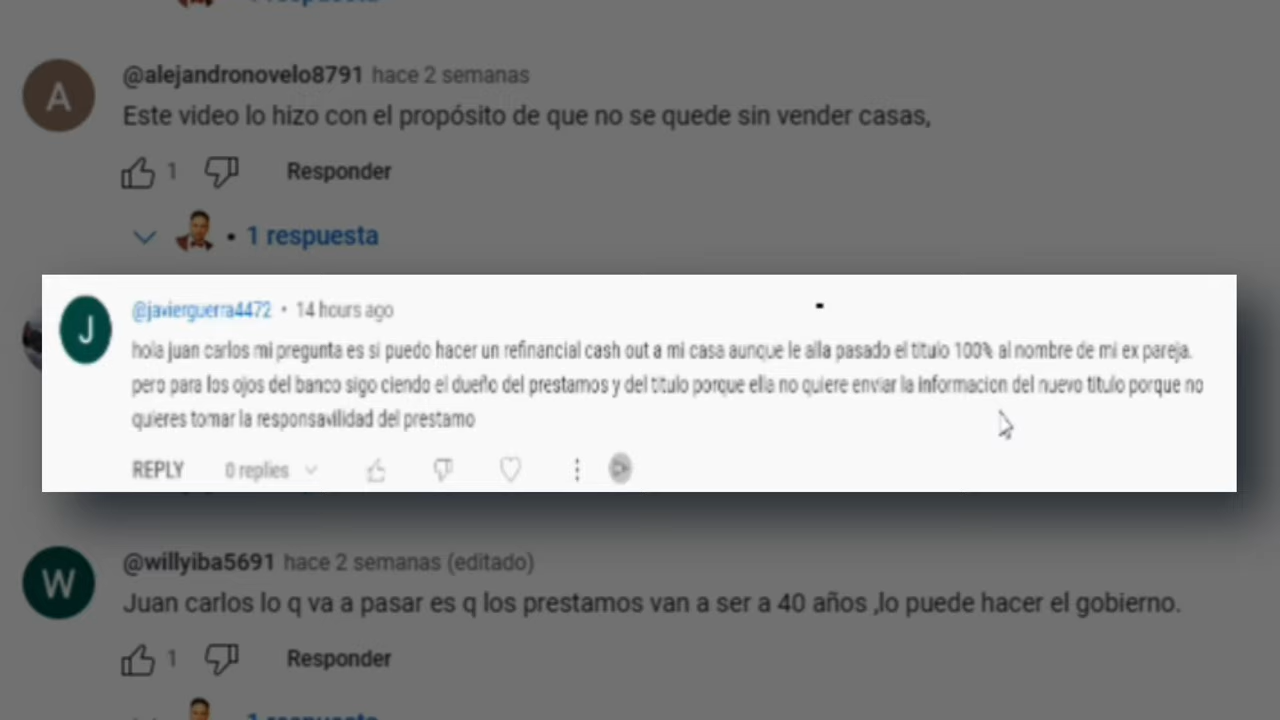 1 respuesta
@alejandronovelo8791 hace 2 semanas
A
Este video lo hizo con el propósito de que no se quede sin vender casas,
1 Responder
• 1 respuesta
J
@javierguerra4472 • 14 hours ago
hola juan carlos mi pregunta es si puedo hacer un refinancial cash out a mi casa aunque le alla pasado el titulo 100% al nombre de mi ex pareja.
pero para los ojos del banco sigo ciendo el dueño del prestamos y del titulo porque ella no quiere enviar la informacion del nuevo titulo porque no
quieres tomar la responsavilidad del prestamo
REPLY 0 replies
@willyiba5691 hace 2 semanas (editado)
W
Juan carlos lo q va a pasar es q los prestamos van a ser a 40 años ,lo puede hacer el gobierno.
1 Responder
1 respuesta